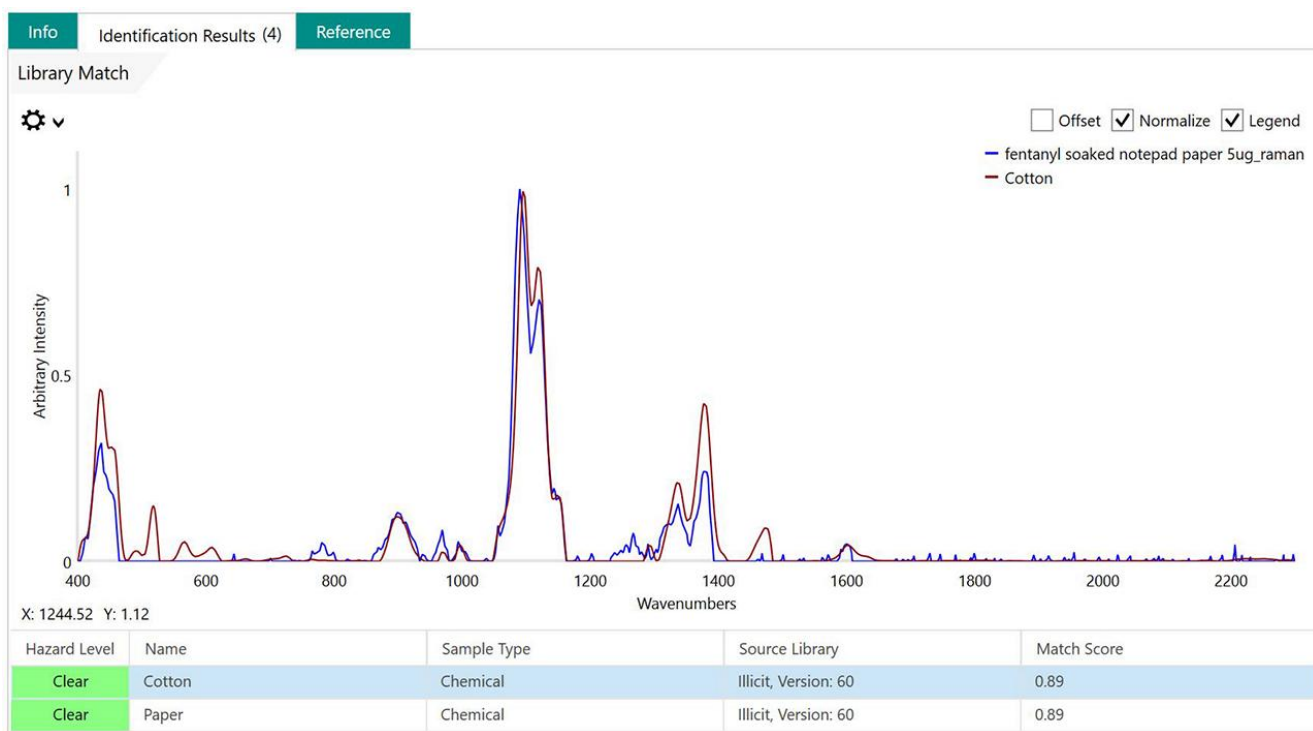 Info Identification Results (4) Reference
Library Match
Offset Normalize Legend
fentanyl soaked notepad paper 5ug_raman
Cotton
1
0.5
0
Arbitrary Intensity
400 600 800 1000 1200 1400 1600 1800 2000 2200
Wavenumbers
X: 1244.52 Y: 1.12
Hazard Level Name Sample Type Source Library Match Score
Clear Cotton Chemical Illicit, Version: 60 0.89
Clear Paper Chemical Illicit, Version: 60 0.89